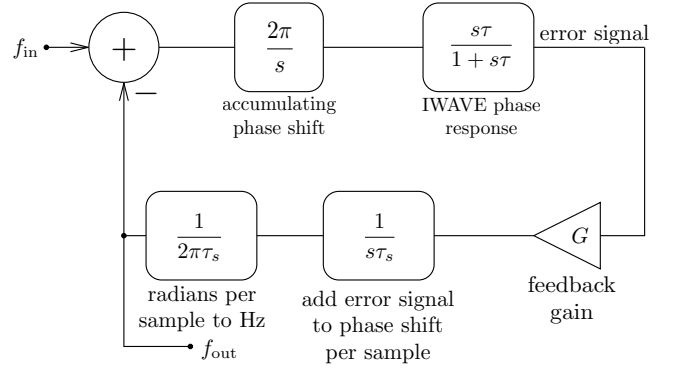 f_in
+
−
2π
s
accumulating
phase shift
sτ
1 + sτ
IWAVE phase
response
error signal
1
2πτ_s
radians per
sample to Hz
1
sτ_s
add error signal
to phase shift
per sample
G
feedback
gain
f_out